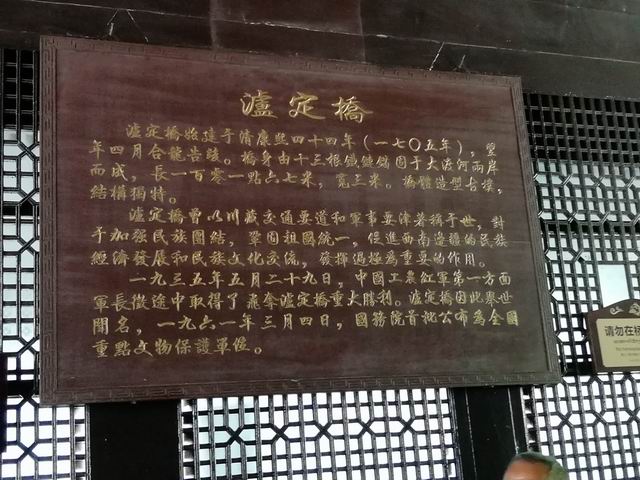 瀘定橋
瀘定橋始建于清康熙四十四年(一七〇五年),翌
年四月合龍告竣。橋身由十三根鐵鏈錨固于大渡河兩岸
而成,長一百零一點六七米,寬三米。橋體造型古樸,
結構獨特。
瀘定橋曾以川藏交通要道和軍事要津著稱于世,對
于加强民族團結,鞏固祖國統一,促進西南邊疆的民族
經濟發展和民族文化交流,發揮過極爲重要的作用。
一九三五年五月二十九日,中國工農紅軍第一方面
軍長徵途中取得了飛奪瀘定橋重大勝利。瀘定橋因此舉世
聞名,一九六一年三月四日,國務院首批公布爲全國
重點文物保護單位。
请勿在桥